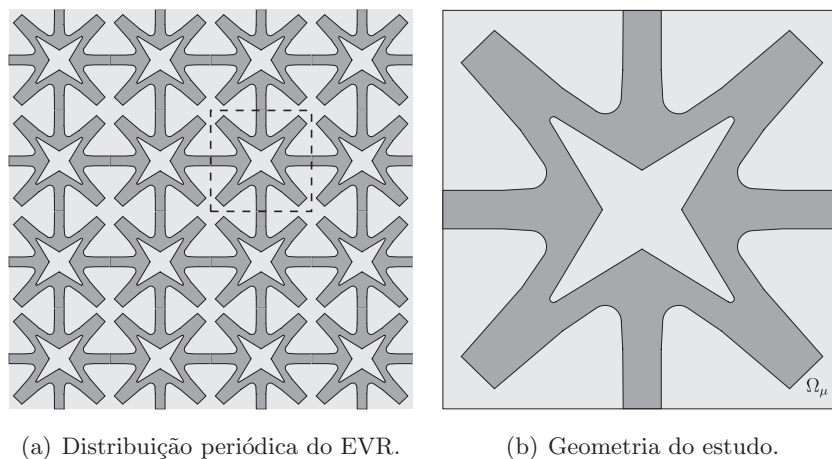 Ωμ
(a) Distribuição periódica do EVR.
(b) Geometria do estudo.